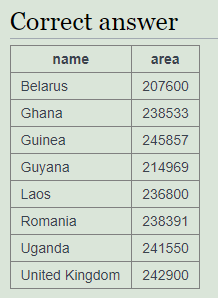 Correct answer
name area
Belarus 207600
Ghana 238533
Guinea 245857
Guyana 214969
Laos 236800
Romania 238391
Uganda 241550
United Kingdom 242900